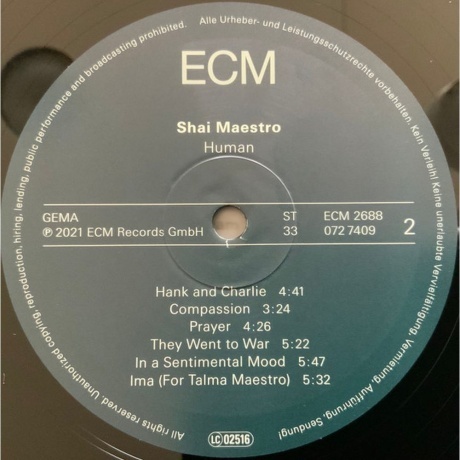 ECM
Shai Maestro
Human
GEMA
℗ 2021 ECM Records GmbH
ST
33
ECM 2688
072 7409
2
Hank and Charlie 4:41
Compassion 3:24
Prayer 4:26
They Went to War 5:22
In a Sentimental Mood 5:47
Ima (For Talma Maestro) 5:32
LC 02516
All rights reserved. Unauthorized copying, reproduction, hiring, lending, public performance and broadcasting prohibited.
Alle Urheber- und Leistungsschutzrechte vorbehalten. Kein Verleih! Keine unerlaubte Vervielfältigung, Vermietung, Aufführung, Sendung!